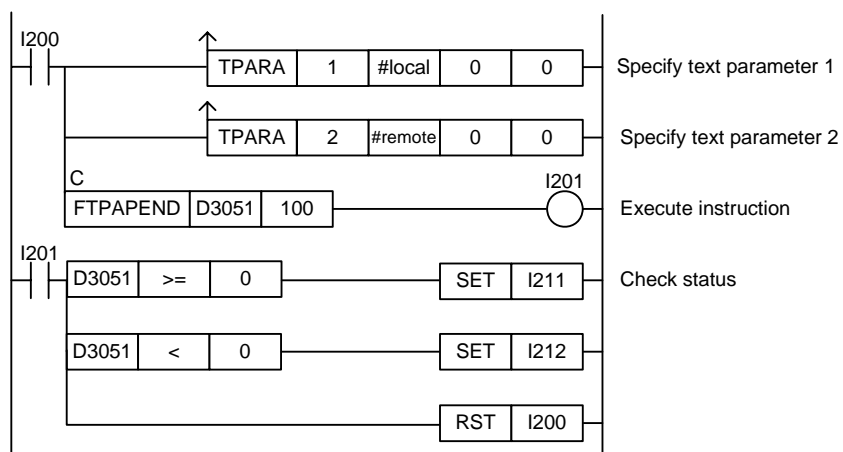 I200
TPARA 1 #local 0 0 Specify text parameter 1
TPARA 2 #remote 0 0 Specify text parameter 2
C
I201
FTPAPEND D3051 100 Execute instruction
I201
D3051 >= 0 SET I211 Check status
D3051 < 0 SET I212
RST I200